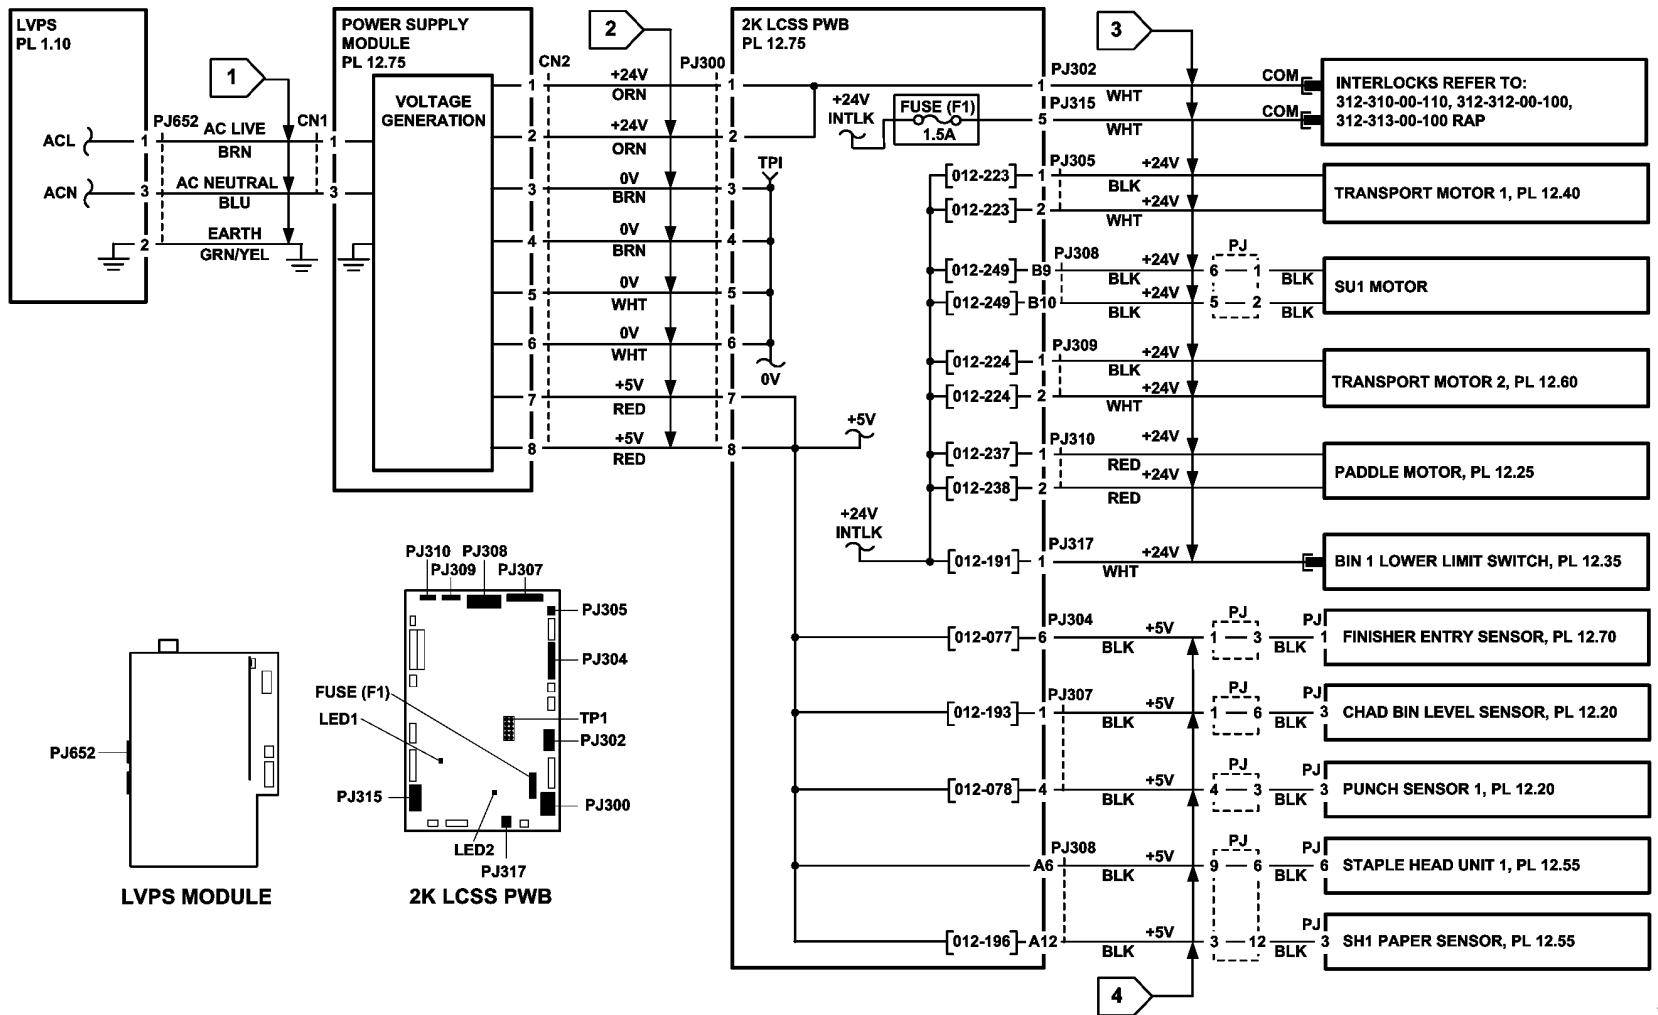 LVPS
PL 1.10
POWER SUPPLY
MODULE
PL 12.75
VOLTAGE
GENERATION
2K LCSS PWB
PL 12.75
1
2
3
ACL
ACN
PJ652
CN1
1
AC LIVE
BRN
1
3
AC NEUTRAL
BLU
3
2
EARTH
GRN/YEL
CN2
PJ300
1
+24V
ORN
1
2
+24V
ORN
2
3
0V
BRN
3
4
0V
BRN
4
5
0V
WHT
5
6
0V
WHT
6
7
+5V
RED
7
8
+5V
RED
8
TPI
0V
+5V
+24V
INTLK
FUSE (F1)
1.5A
PJ302
1
WHT
COM
PJ315
5
WHT
COM
INTERLOCKS REFER TO:
312-310-00-110, 312-312-00-100,
312-313-00-100 RAP
PJ305
012-223
1
+24V
BLK
012-223
2
+24V
WHT
TRANSPORT MOTOR 1, PL 12.40
PJ308
PJ
012-249
B9
+24V
BLK
6
1
BLK
012-249
B10
+24V
BLK
5
2
BLK
SU1 MOTOR
PJ309
012-224
1
+24V
BLK
012-224
2
+24V
WHT
TRANSPORT MOTOR 2, PL 12.60
PJ310
012-237
1
+24V
RED
012-238
2
+24V
RED
PADDLE MOTOR, PL 12.25
+24V
INTLK
PJ317
012-191
1
+24V
WHT
BIN 1 LOWER LIMIT SWITCH, PL 12.35
PJ304
PJ
PJ
012-077
6
+5V
BLK
1
3
BLK
1
FINISHER ENTRY SENSOR, PL 12.70
PJ307
PJ
PJ
012-193
1
+5V
BLK
1
6
BLK
3
CHAD BIN LEVEL SENSOR, PL 12.20
PJ
PJ
012-078
4
+5V
BLK
4
3
BLK
3
PUNCH SENSOR 1, PL 12.20
PJ308
PJ
PJ
A6
+5V
BLK
9
6
BLK
6
STAPLE HEAD UNIT 1, PL 12.55
PJ
012-196
A12
+5V
BLK
3
12
BLK
3
SH1 PAPER SENSOR, PL 12.55
4
PJ652
LVPS MODULE
PJ310
PJ308
PJ309
PJ307
PJ305
PJ304
FUSE (F1)
LED1
TP1
PJ302
PJ315
PJ300
LED2
PJ317
2K LCSS PWB